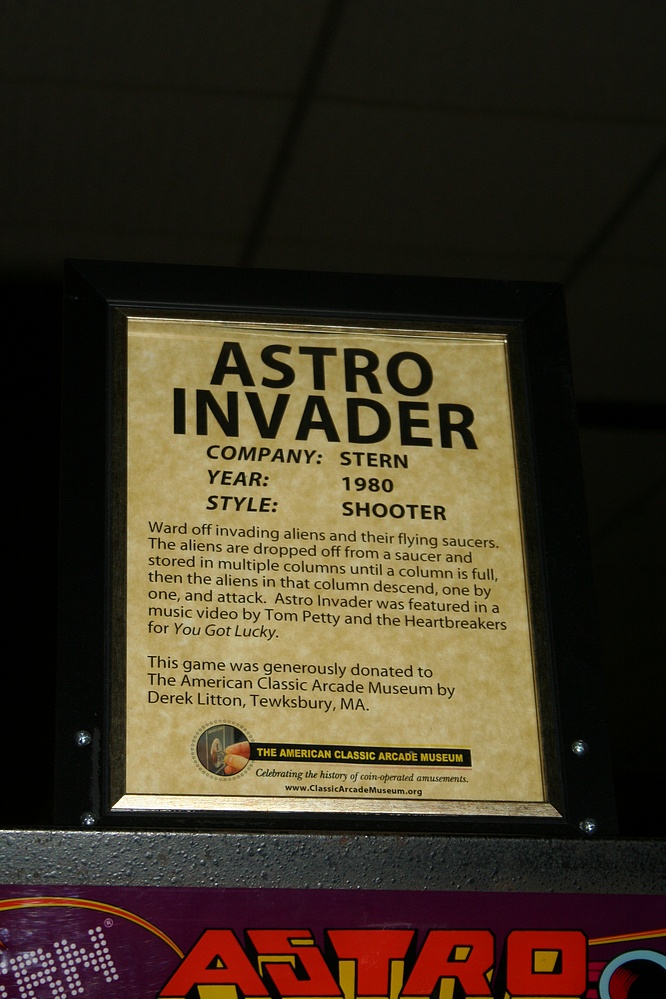 ASTRO
INVADER
COMPANY: STERN
YEAR: 1980
STYLE: SHOOTER
Ward off invading aliens and their flying saucers.
The aliens are dropped off from a saucer and
stored in multiple columns until a column is full,
then the aliens in that column descend, one by
one, and attack. Astro Invader was featured in a
music video by Tom Petty and the Heartbreakers
for You Got Lucky.
This game was generously donated to
The American Classic Arcade Museum by
Derek Litton, Tewksbury, MA.
THE AMERICAN CLASSIC ARCADE MUSEUM
Celebrating the history of coin-operated amusements.
www.ClassicArcadeMuseum.org
ASTRO